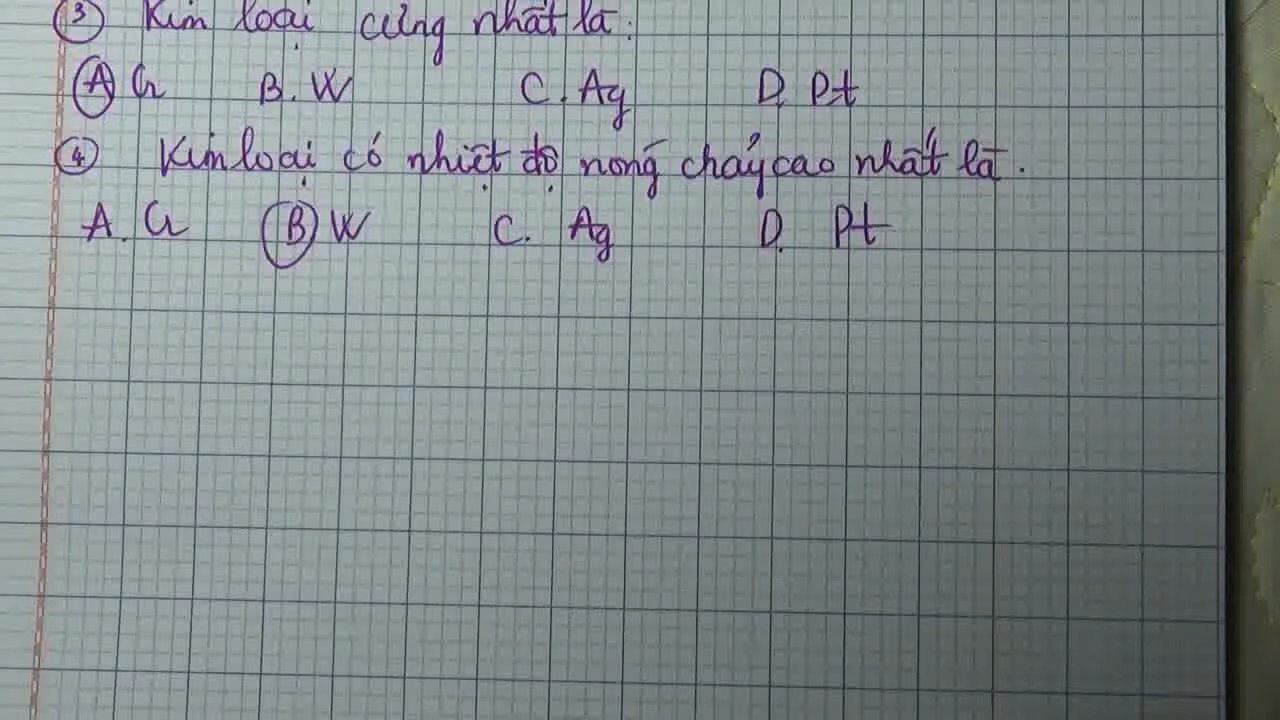 ③ Kim loại cứng nhất là:
Ⓐ Cr B. W C. Ag D. Pt
④ Kim loại có nhiệt độ nóng chảy cao nhất là.
A. Cr Ⓑ W C. Ag D. Pt